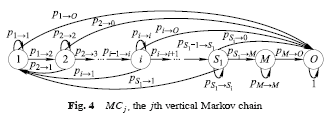 p1→O
p2→O
p1→1
p2→2
pi→i
pi→O
pS1−1→S1
pS1→O
1 p1→2 2 p2→3 ... pi−1→i i pi→i+1 ... S1 pS1→M M pM→O O
p2→1
pi→1
pS1→1
pS1→S1
pM→M
1
Fig. 4 MCj, the jth vertical Markov chain